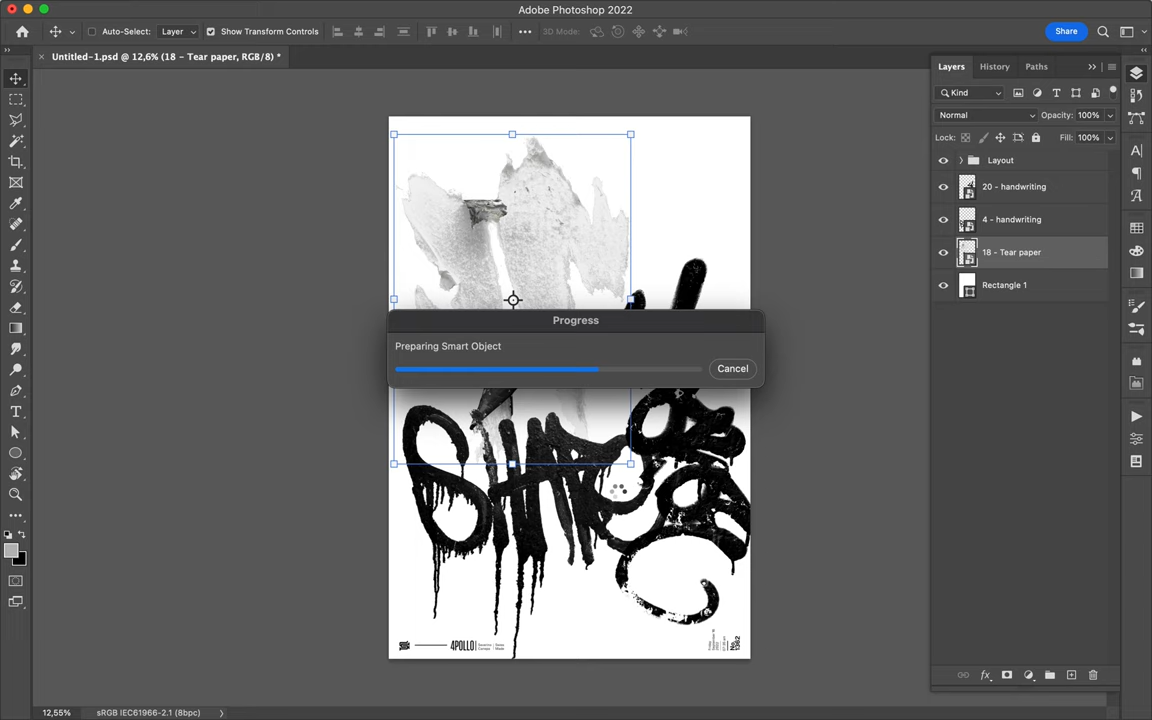 Adobe Photoshop 2022
Auto-Select: Layer Show Transform Controls 3D Mode: Share
Untitled-1.psd @ 12,6% (18 - Tear paper, RGB/8) *
Layers History Paths
Kind
Normal Opacity: 100%
Lock: Fill: 100%
Layout
20 - handwriting
4 - handwriting
18 - Tear paper
Rectangle 1
Progress
Preparing Smart Object
Cancel
4POLLO
12,55% sRGB IEC61966-2.1 (8bpc)